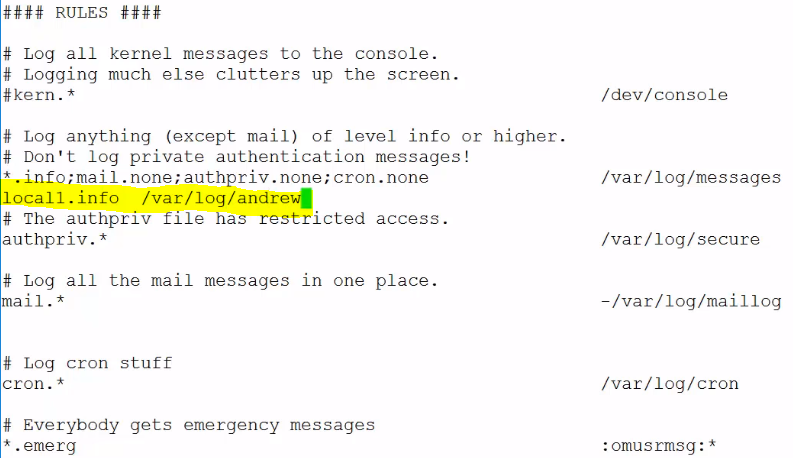 #### RULES ####
# Log all kernel messages to the console.
# Logging much else clutters up the screen.
#kern.* /dev/console
# Log anything (except mail) of level info or higher.
# Don't log private authentication messages!
*.info;mail.none;authpriv.none;cron.none /var/log/messages
local1.info /var/log/andrew
# The authpriv file has restricted access.
authpriv.* /var/log/secure
# Log all the mail messages in one place.
mail.* -/var/log/maillog
# Log cron stuff
cron.* /var/log/cron
# Everybody gets emergency messages
*.emerg :omusrmsg:*